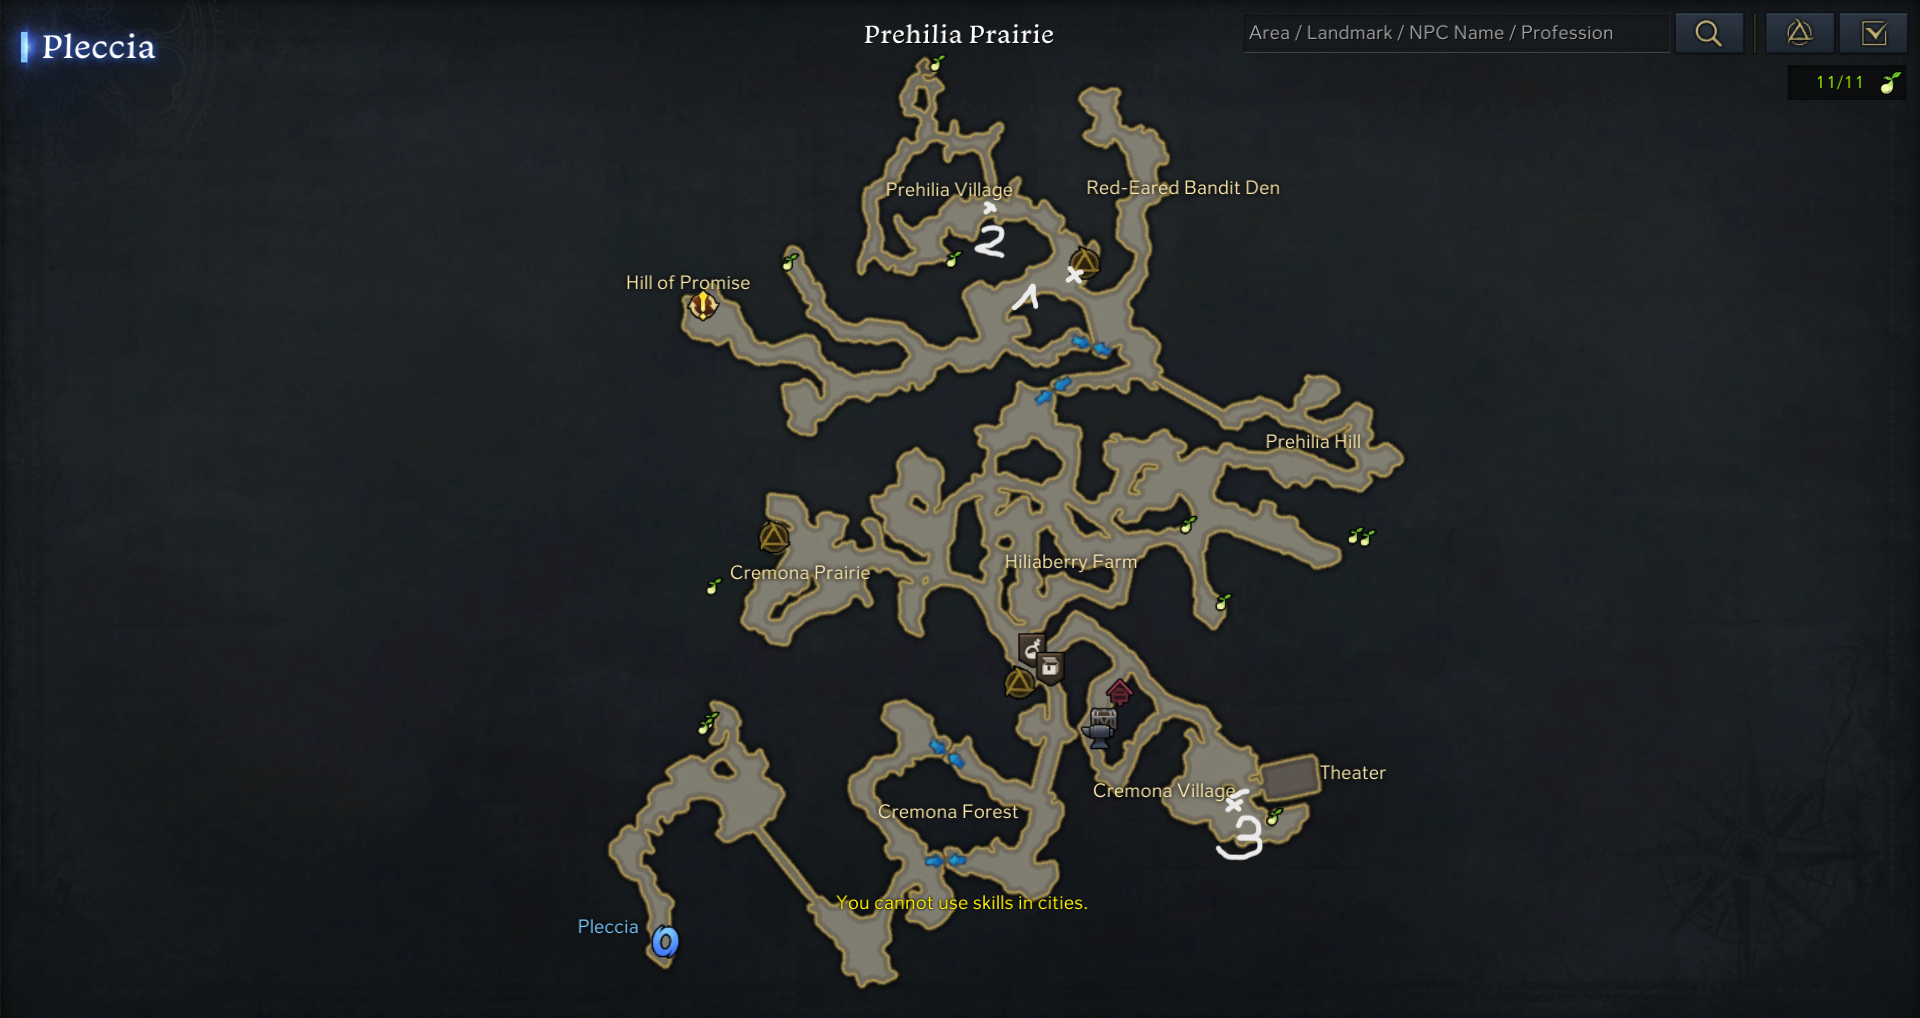 Pleccia
Prehilia Prairie
Area / Landmark / NPC Name / Profession
11/11
Prehilia Village
Red-Eared Bandit Den
2
Hill of Promise
1
Prehilia Hill
Hiliaberry Farm
Cremona Prairie
Theater
Cremona Village
Cremona Forest
3
You cannot use skills in cities.
Pleccia